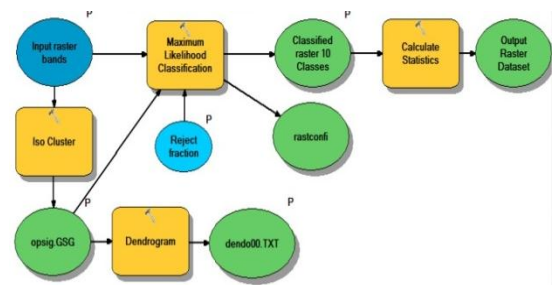 P
P
Input raster
bands
Maximum
Likelihood
Classification
Classified
raster 10
Classes
Calculate
Statistics
Output
Raster
Dataset
P
Iso Cluster
Reject
fraction
rastconfi
P
P
opsig.GSG
Dendrogram
dendo00.TXT